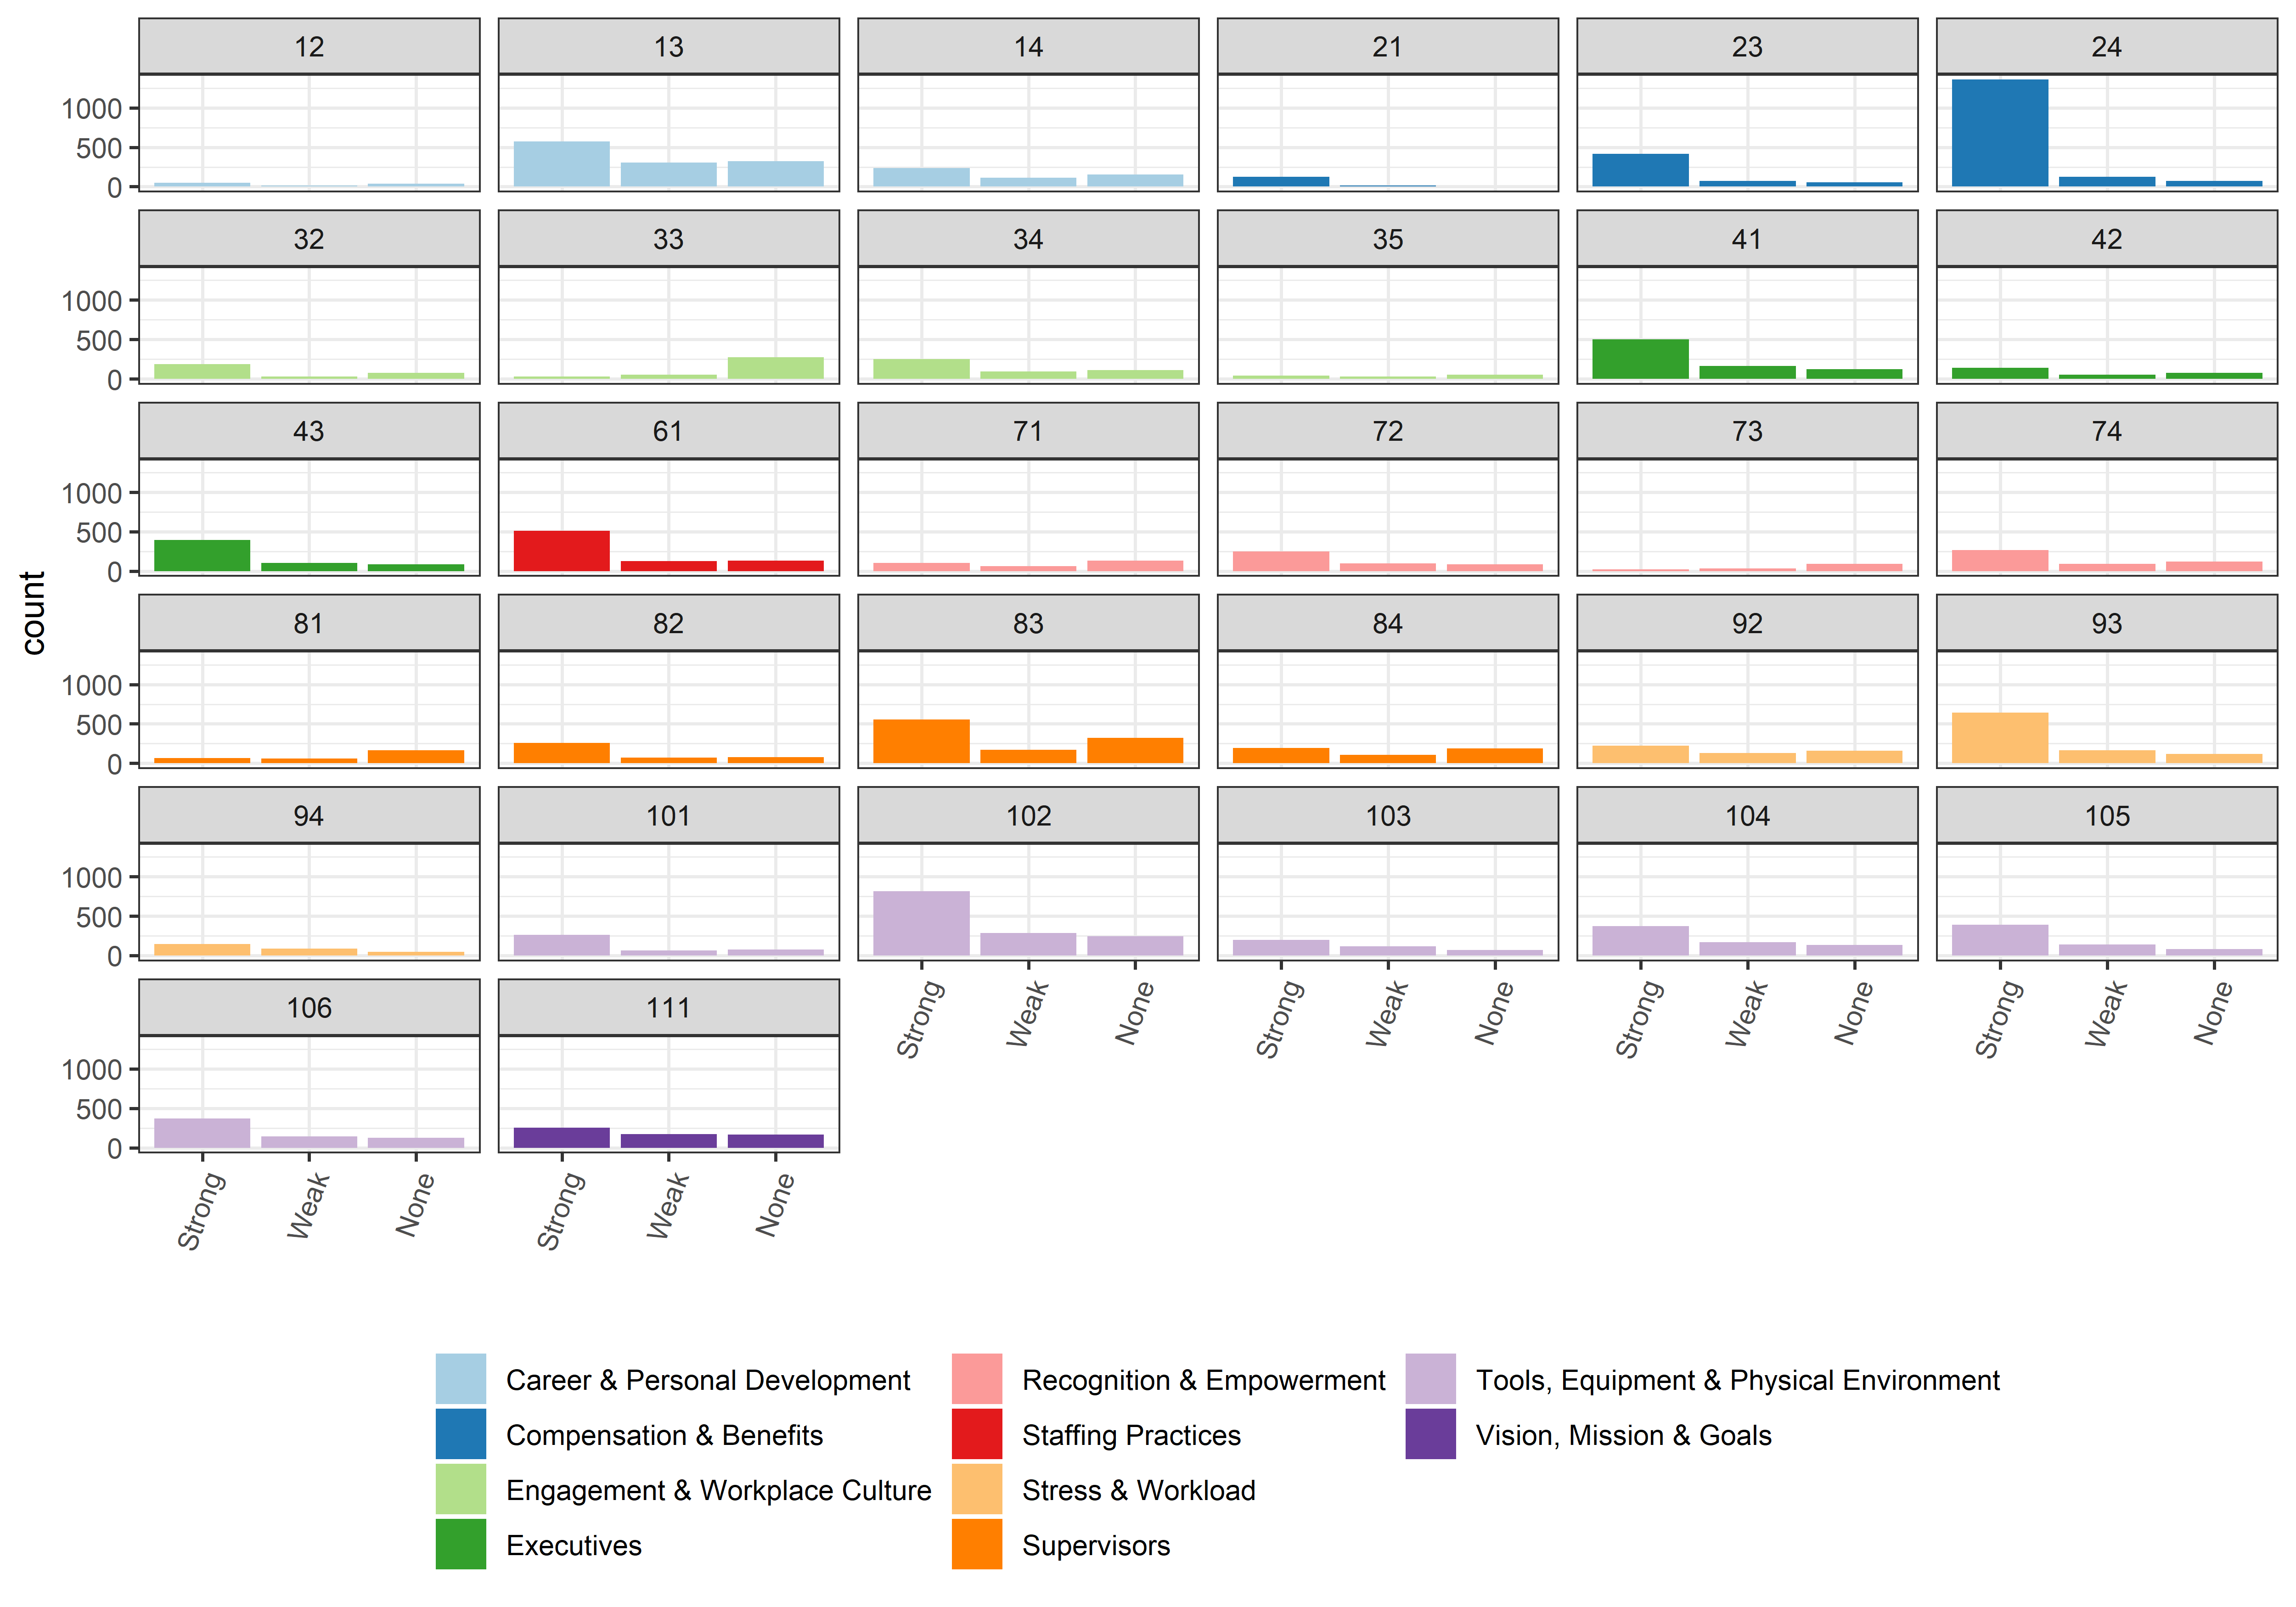 12 13 14 21 23 24
1000
500
0
32 33 34 35 41 42
1000
500
0
43 61 71 72 73 74
1000
500
0
count
81 82 83 84 92 93
1000
500
0
94 101 102 103 104 105
1000
500
0
Strong Weak None Strong Weak None Strong Weak None Strong Weak None
106 111
1000
500
0
Strong Weak None Strong Weak None
Career & Personal Development Recognition & Empowerment Tools, Equipment & Physical Environment
Compensation & Benefits Staffing Practices Vision, Mission & Goals
Engagement & Workplace Culture Stress & Workload
Executives Supervisors